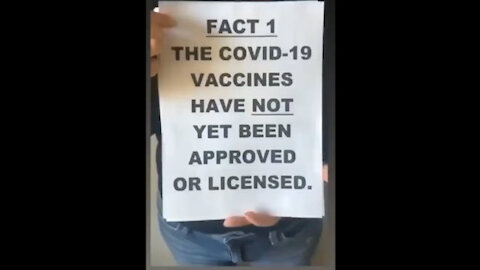 FACT 1
THE COVID-19
VACCINES
HAVE NOT
YET BEEN
APPROVED
OR LICENSED.